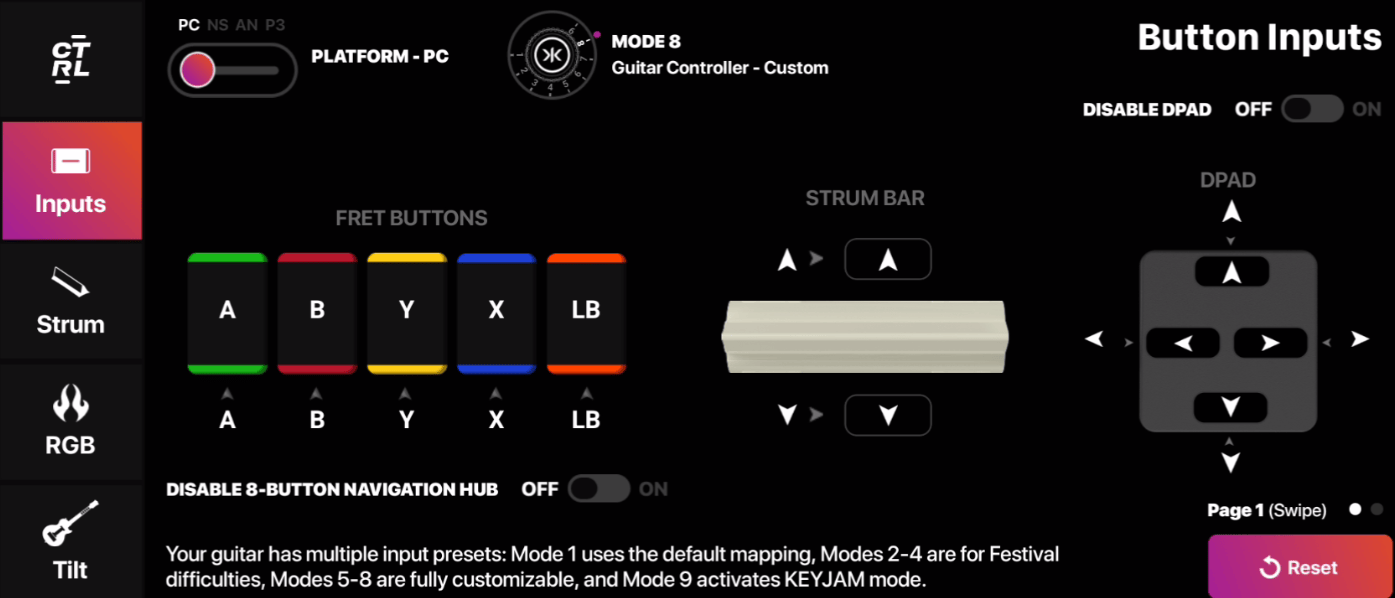 CTRL
PC NS AN P3
PLATFORM - PC
MODE 8
Guitar Controller - Custom
1 2 3 4 5 6 7 8 9
Button Inputs
DISABLE DPAD OFF ON
Inputs
Strum
RGB
Tilt
FRET BUTTONS
A B Y X LB
A B Y X LB
STRUM BAR
DPAD
DISABLE 8-BUTTON NAVIGATION HUB OFF ON
Page 1 (Swipe)
Your guitar has multiple input presets: Mode 1 uses the default mapping, Modes 2-4 are for Festival
difficulties, Modes 5-8 are fully customizable, and Mode 9 activates KEYJAM mode.
Reset